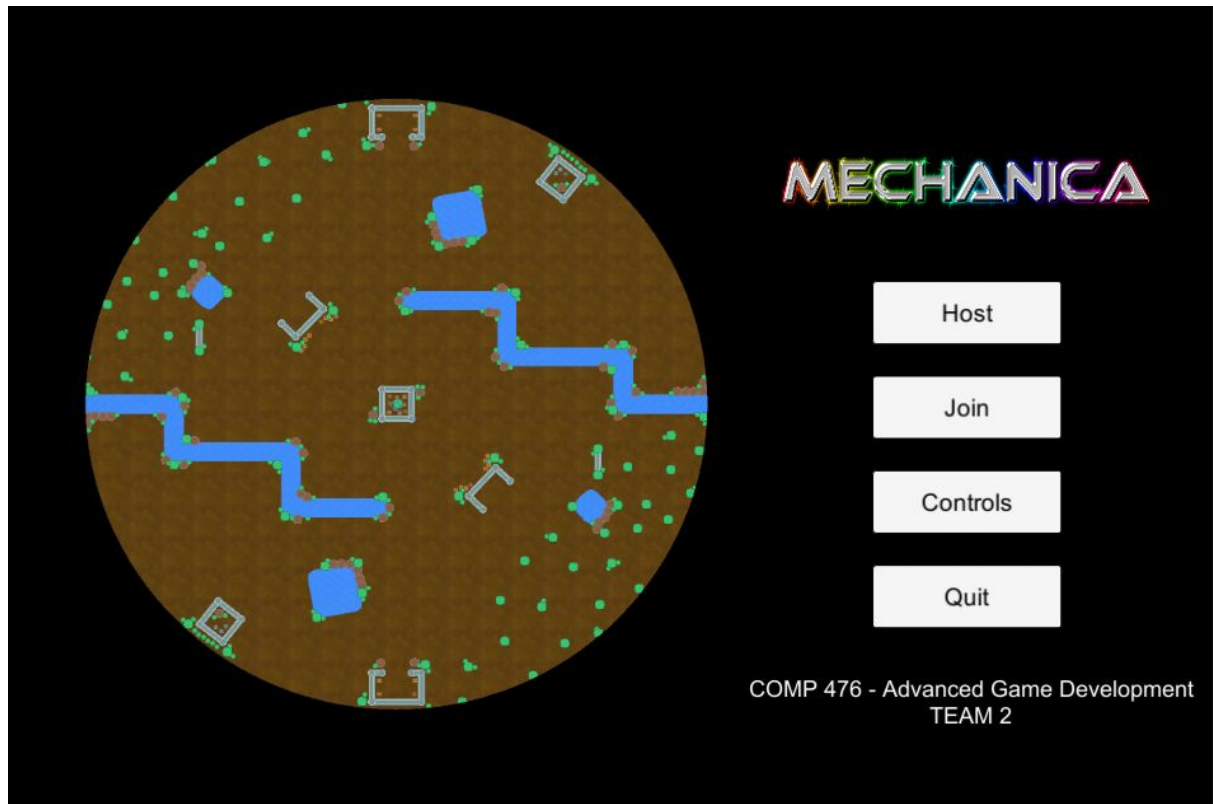 MECHANICA
Host
Join
Controls
Quit
COMP 476 - Advanced Game Development
TEAM 2